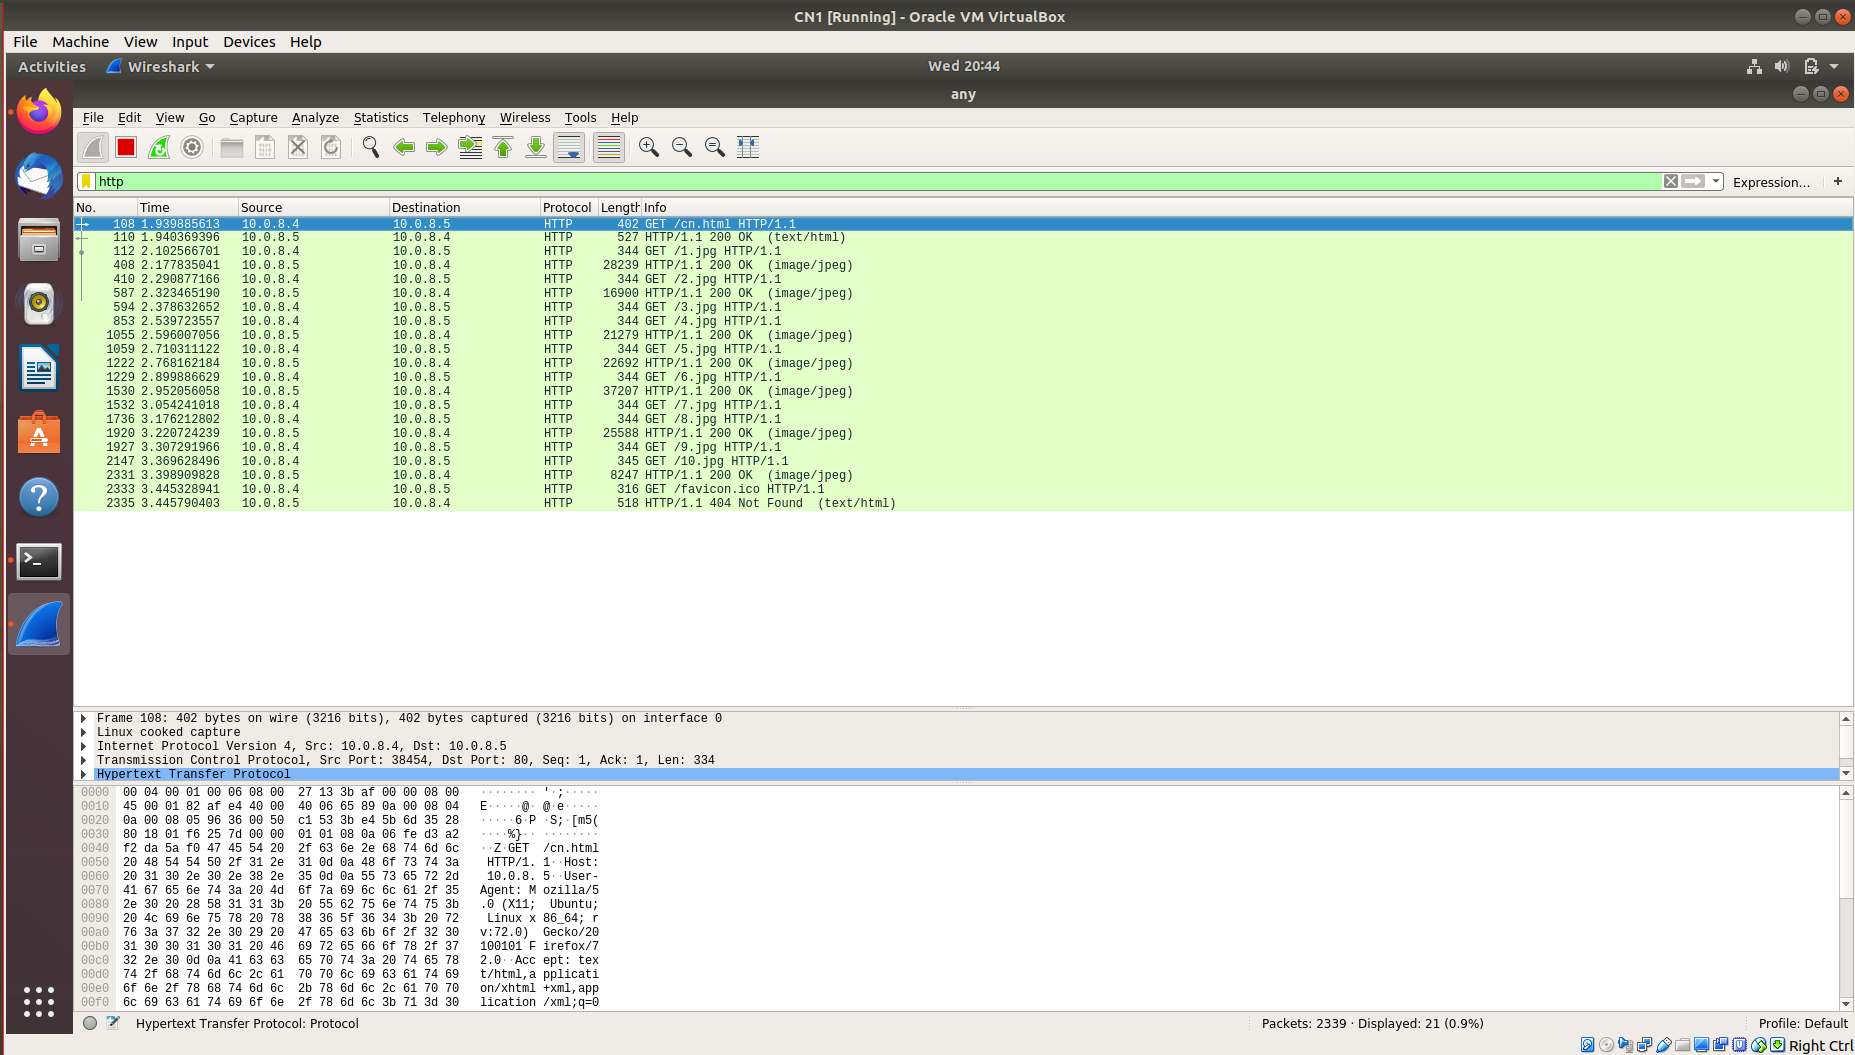 CN1 [Running] - Oracle VM VirtualBox
File Machine View Input Devices Help
Activities Wireshark Wed 20:44
any
File Edit View Go Capture Analyze Statistics Telephony Wireless Tools Help
http Expression... +
No. Time Source Destination Protocol Length Info
108 1.939885613 10.0.8.4 10.0.8.5 HTTP 402 GET /cn.html HTTP/1.1
110 1.940369396 10.0.8.5 10.0.8.4 HTTP 527 HTTP/1.1 200 OK (text/html)
112 2.102566701 10.0.8.4 10.0.8.5 HTTP 344 GET /1.jpg HTTP/1.1
408 2.177835041 10.0.8.5 10.0.8.4 HTTP 28239 HTTP/1.1 200 OK (image/jpeg)
410 2.290877166 10.0.8.4 10.0.8.5 HTTP 344 GET /2.jpg HTTP/1.1
587 2.323465190 10.0.8.5 10.0.8.4 HTTP 16900 HTTP/1.1 200 OK (image/jpeg)
594 2.378632652 10.0.8.4 10.0.8.5 HTTP 344 GET /3.jpg HTTP/1.1
853 2.539723557 10.0.8.4 10.0.8.5 HTTP 344 GET /4.jpg HTTP/1.1
1055 2.596007056 10.0.8.5 10.0.8.4 HTTP 21279 HTTP/1.1 200 OK (image/jpeg)
1059 2.710311122 10.0.8.4 10.0.8.5 HTTP 344 GET /5.jpg HTTP/1.1
1222 2.768162184 10.0.8.5 10.0.8.4 HTTP 22692 HTTP/1.1 200 OK (image/jpeg)
1229 2.899886629 10.0.8.4 10.0.8.5 HTTP 344 GET /6.jpg HTTP/1.1
1530 2.952056058 10.0.8.5 10.0.8.4 HTTP 37207 HTTP/1.1 200 OK (image/jpeg)
1532 3.054241018 10.0.8.4 10.0.8.5 HTTP 344 GET /7.jpg HTTP/1.1
1736 3.176212802 10.0.8.4 10.0.8.5 HTTP 344 GET /8.jpg HTTP/1.1
1920 3.220724239 10.0.8.5 10.0.8.4 HTTP 25588 HTTP/1.1 200 OK (image/jpeg)
1927 3.307291966 10.0.8.4 10.0.8.5 HTTP 344 GET /9.jpg HTTP/1.1
2147 3.369628496 10.0.8.4 10.0.8.5 HTTP 345 GET /10.jpg HTTP/1.1
2331 3.398909828 10.0.8.5 10.0.8.4 HTTP 8247 HTTP/1.1 200 OK (image/jpeg)
2333 3.445328941 10.0.8.4 10.0.8.5 HTTP 316 GET /favicon.ico HTTP/1.1
2335 3.445790403 10.0.8.5 10.0.8.4 HTTP 518 HTTP/1.1 404 Not Found (text/html)
Frame 108: 402 bytes on wire (3216 bits), 402 bytes captured (3216 bits) on interface 0
Linux cooked capture
Internet Protocol Version 4, Src: 10.0.8.4, Dst: 10.0.8.5
Transmission Control Protocol, Src Port: 38454, Dst Port: 80, Seq: 1, Ack: 1, Len: 334
Hypertext Transfer Protocol
0000 00 04 00 01 00 06 08 00 27 13 3b af 00 00 08 00 ········ '·;·····
0010 45 00 01 82 af e4 40 00 40 06 65 89 0a 00 08 04 E·····@· @·e·····
0020 0a 00 08 05 96 36 00 50 c1 53 3b e4 5b 6d 35 28 ·····6·P ·S;·[m5(
0030 80 18 01 f6 25 7d 00 00 01 01 08 0a 06 fe d3 a2 ····%}·· ········
0040 f2 da 5a f0 47 45 54 20 2f 63 6e 2e 68 74 6d 6c ··Z·GET /cn.html
0050 20 48 54 54 50 2f 31 2e 31 0d 0a 48 6f 73 74 3a HTTP/1. 1··Host:
0060 20 31 30 2e 30 2e 38 2e 35 0d 0a 55 73 65 72 2d 10.0.8. 5··User-
0070 41 67 65 6e 74 3a 20 4d 6f 7a 69 6c 6c 61 2f 35 Agent: M ozilla/5
0080 2e 30 20 28 58 31 31 3b 20 55 62 75 6e 74 75 3b .0 (X11; Ubuntu;
0090 20 4c 69 6e 75 78 20 78 38 36 5f 36 34 3b 20 72 Linux x 86_64; r
00a0 76 3a 37 32 2e 30 29 20 47 65 63 6b 6f 2f 32 30 v:72.0) Gecko/20
00b0 31 30 30 31 30 31 20 46 69 72 65 66 6f 78 2f 37 100101 F irefox/7
00c0 32 2e 30 0d 0a 41 63 63 65 70 74 3a 20 74 65 78 2.0··Acc ept: tex
00d0 74 2f 68 74 6d 6c 2c 61 70 70 6c 69 63 61 74 69 t/html,a pplicati
00e0 6f 6e 2f 78 68 74 6d 6c 2b 78 6d 6c 2c 61 70 70 on/xhtml +xml,app
00f0 6c 69 63 61 74 69 6f 6e 2f 78 6d 6c 3b 71 3d 30 lication /xml;q=0
Hypertext Transfer Protocol: Protocol Packets: 2339 · Displayed: 21 (0.9%) Profile: Default
Right Ctrl